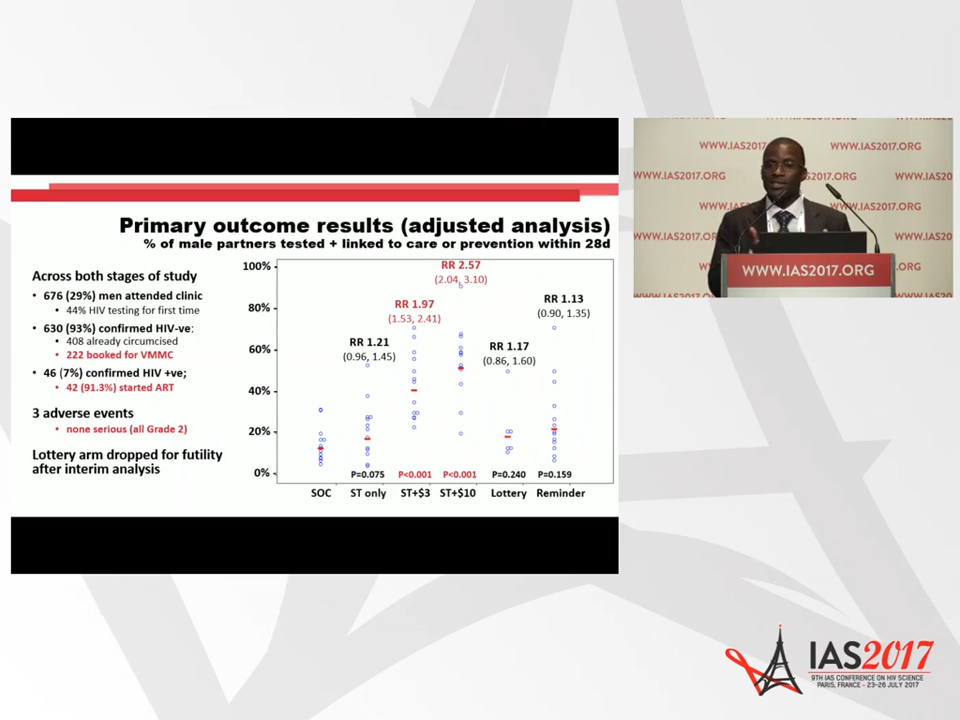 Primary outcome results (adjusted analysis)
% of male partners tested + linked to care or prevention within 28d
Across both stages of study
• 676 (29%) men attended clinic
• 44% HIV testing for first time
• 630 (93%) confirmed HIV-ve:
• 408 already circumcised
• 222 booked for VMMC
• 46 (7%) confirmed HIV +ve;
• 42 (91.3%) started ART
3 adverse events
• none serious (all Grade 2)
Lottery arm dropped for futility
after interim analysis
100%
80%
60%
40%
20%
0%
RR 1.21
(0.96, 1.45)
RR 1.97
(1.53, 2.41)
RR 2.57
(2.04, 3.10)
RR 1.17
(0.86, 1.60)
RR 1.13
(0.90, 1.35)
P=0.075 P<0.001 P<0.001 P=0.240 P=0.159
SOC ST only ST+$3 ST+$10 Lottery Reminder
WWW.IAS2017.ORG
WWW.IAS2017.ORG
WWW.IAS2017.ORG
IAS2017
9TH IAS CONFERENCE ON HIV SCIENCE
PARIS, FRANCE - 23-26 JULY 2017